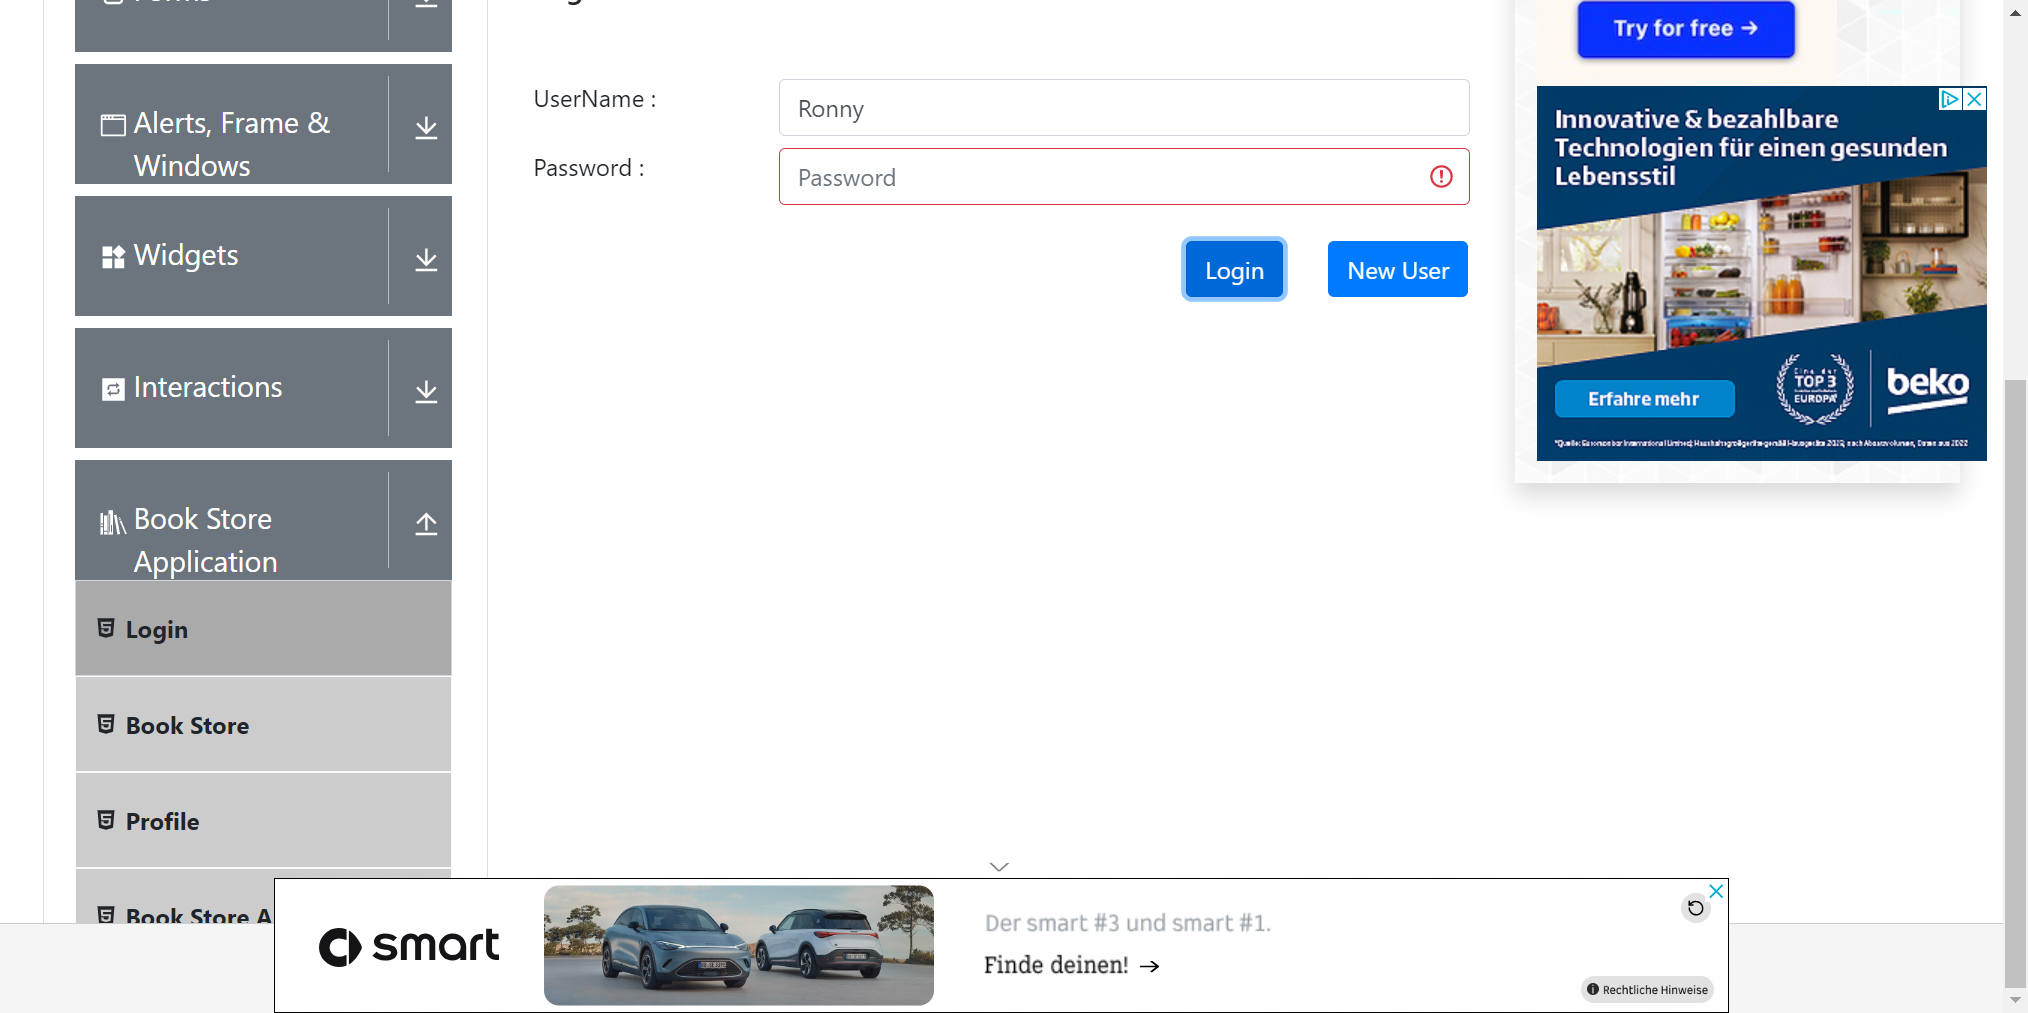 Alerts, Frame &
Windows
Widgets
Interactions
Book Store
Application
Login
Book Store
Profile
Book Store A
UserName :
Ronny
Password :
Password
Login
New User
Try for free →
Innovative & bezahlbare
Technologien für einen gesunden
Lebensstil
Erfahre mehr
TOP 3
EUROPA*
beko
smart
Der smart #3 und smart #1.
Finde deinen! →
Rechtliche Hinweise